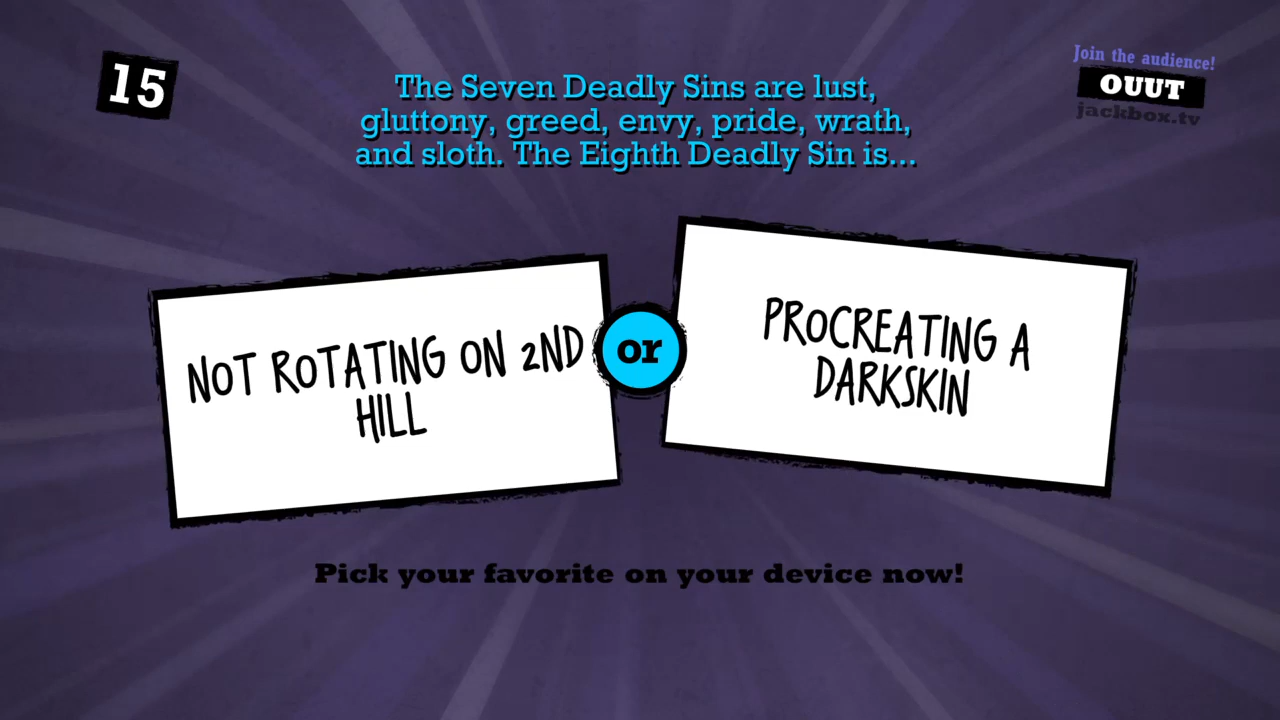 15
The Seven Deadly Sins are lust,
gluttony, greed, envy, pride, wrath,
and sloth. The Eighth Deadly Sin is...
Join the audience!
OUUT
jackbox.tv
NOT ROTATING ON 2ND
HILL
or
PROCREATING A
DARKSKIN
Pick your favorite on your device now!